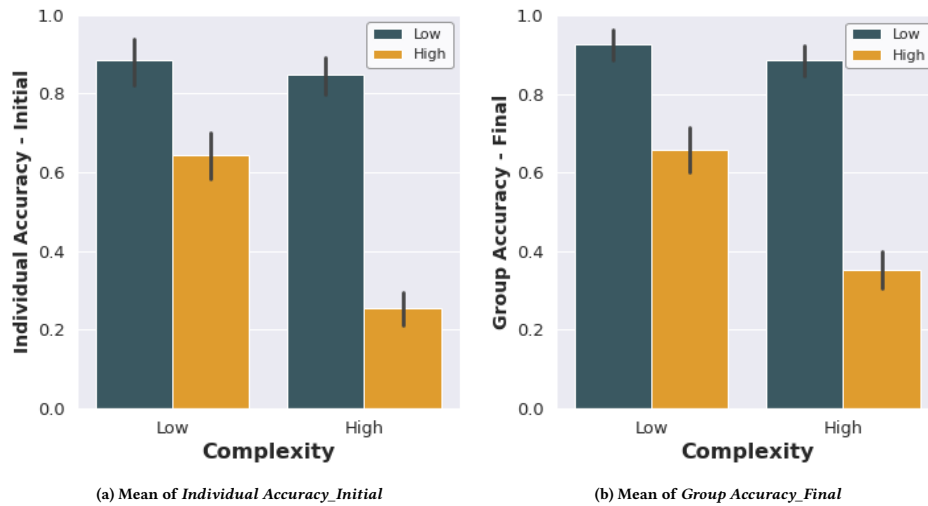 1.0
0.8
0.6
0.4
0.2
0.0
Individual Accuracy - Initial
Low
High
Low
High
Complexity
(a) Mean of Individual Accuracy_Initial
1.0
0.8
0.6
0.4
0.2
0.0
Group Accuracy - Final
Low
High
Low
High
Complexity
(b) Mean of Group Accuracy_Final